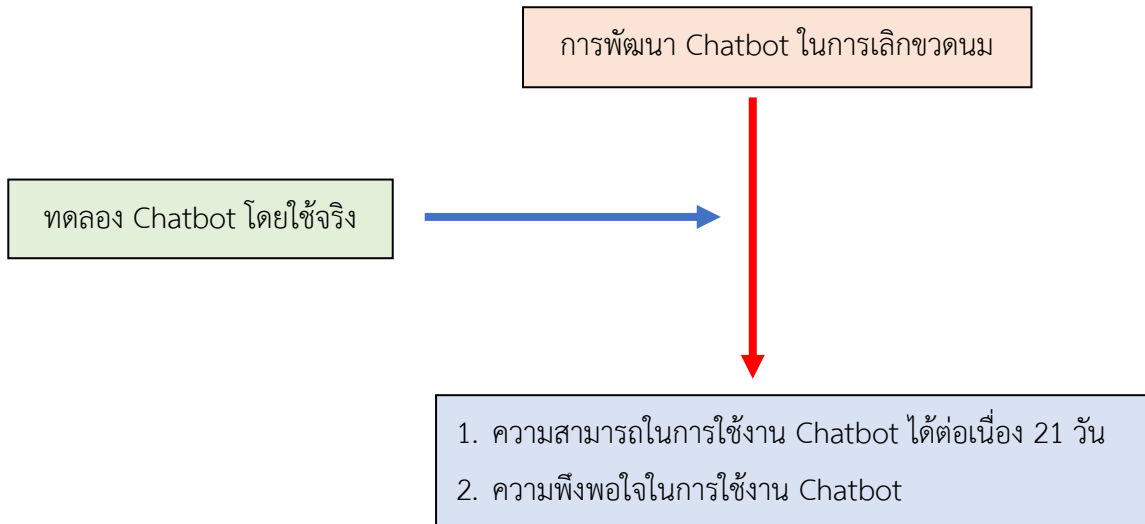 การพัฒนา Chatbot ในการเลิกขวดนม
ทดลอง Chatbot โดยใช้จริง
1. ความสามารถในการใช้งาน Chatbot ได้ต่อเนื่อง 21 วัน
2. ความพึงพอใจในการใช้งาน Chatbot